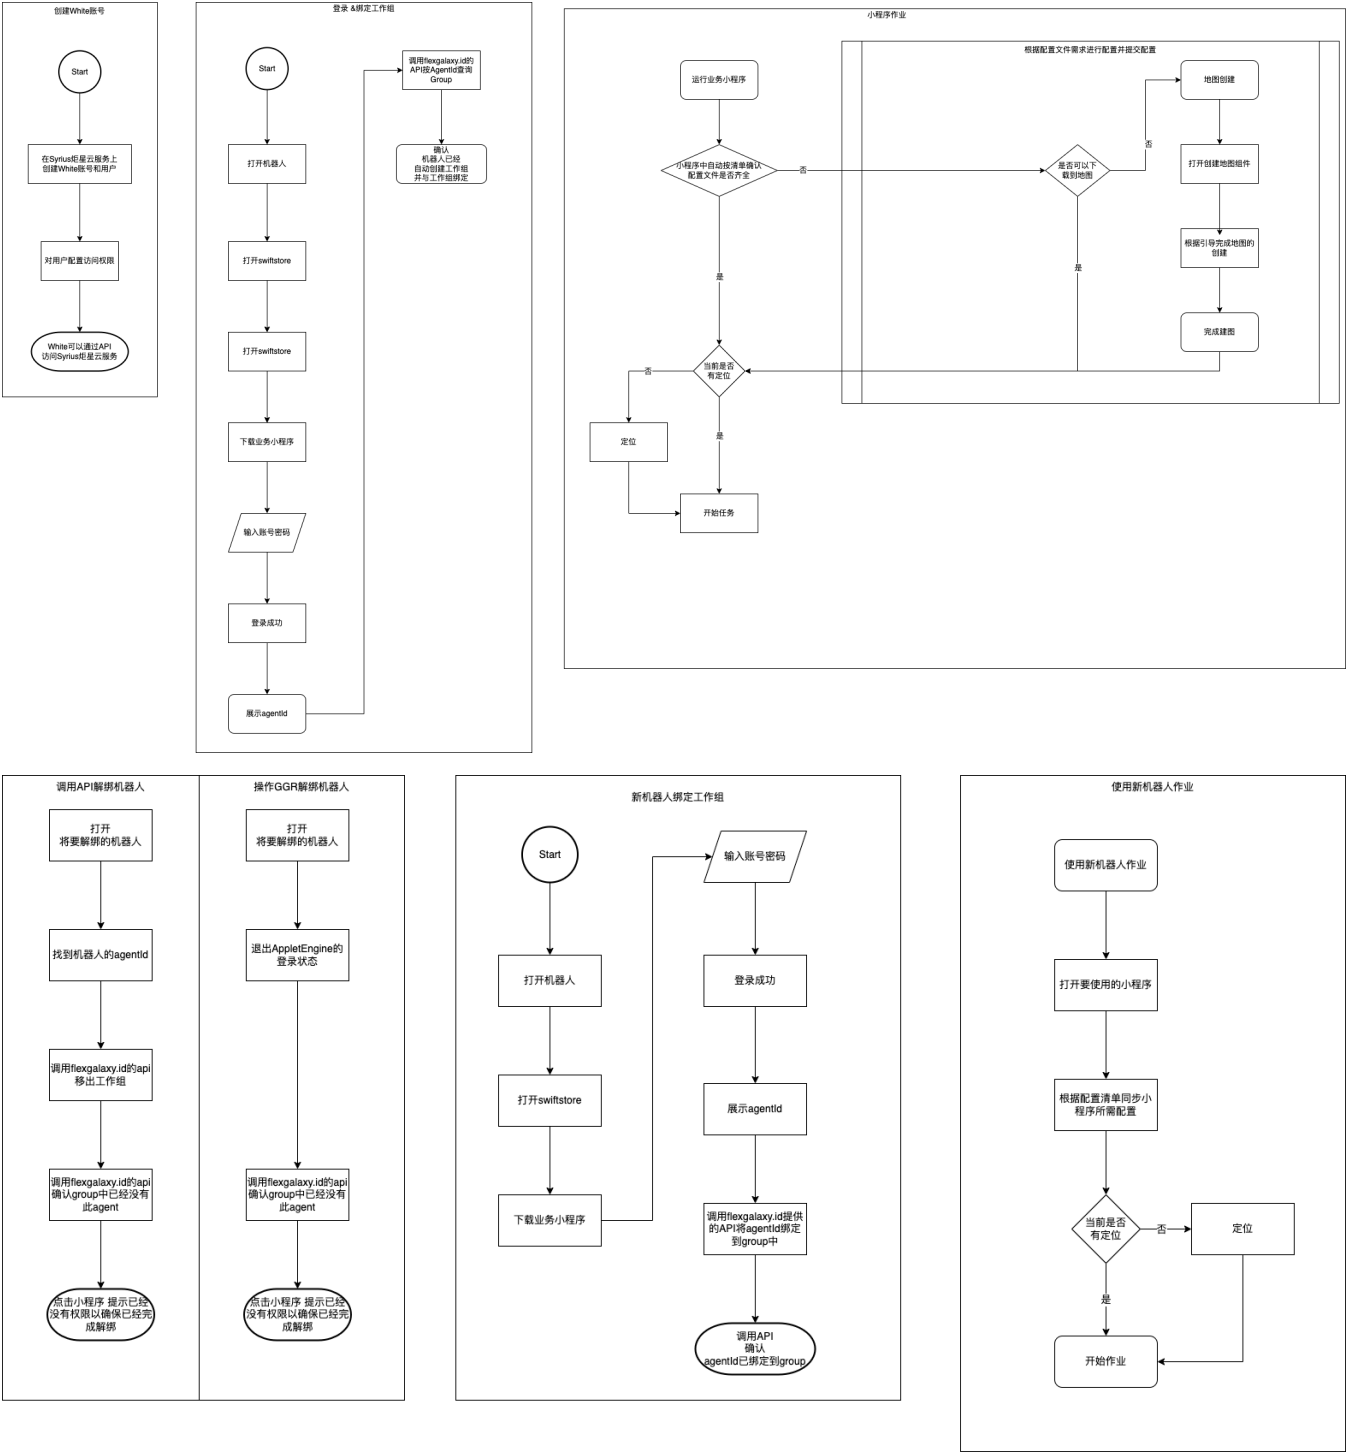 创建White账号
Start
在Syrius炬星云服务上
创建White账号和用户
对用户配置访问权限
White可以通过API
访问Syrius炬星云服务
登录 &绑定工作组
Start
打开机器人
打开swiftstore
打开swiftstore
下载业务小程序
输入账号密码
登录成功
展示agentId
调用flexgalaxy.id的
API按AgentId查询
Group
确认
机器人已经
自动创建工作组
并与工作组绑定
小程序作业
运行业务小程序
小程序中自动按清单确认
配置文件是否齐全
否
是
当前是否
有定位
否
定位
是
开始任务
根据配置文件需求进行配置并提交配置
是否可以下
载到地图
否
是
地图创建
打开创建地图组件
根据引导完成地图的
创建
完成建图
调用API解绑机器人
打开
将要解绑的机器人
找到机器人的agentId
调用flexgalaxy.id的api
移出工作组
调用flexgalaxy.id的api
确认group中已经没有
此agent
点击小程序 提示已经
没有权限以确保已经完
成解绑
操作GGR解绑机器人
打开
将要解绑的机器人
退出AppletEngine的
登录状态
调用flexgalaxy.id的api
确认group中已经没有
此agent
点击小程序 提示已经
没有权限以确保已经完
成解绑
新机器人绑定工作组
Start
打开机器人
打开swiftstore
下载业务小程序
输入账号密码
登录成功
展示agentId
调用flexgalaxy.id提供
的API将agentId绑定
到group中
调用API
确认
agentId已绑定到group
使用新机器人作业
使用新机器人作业
打开要使用的小程序
根据配置清单同步小
程序所需配置
当前是否
有定位
否
定位
是
开始作业